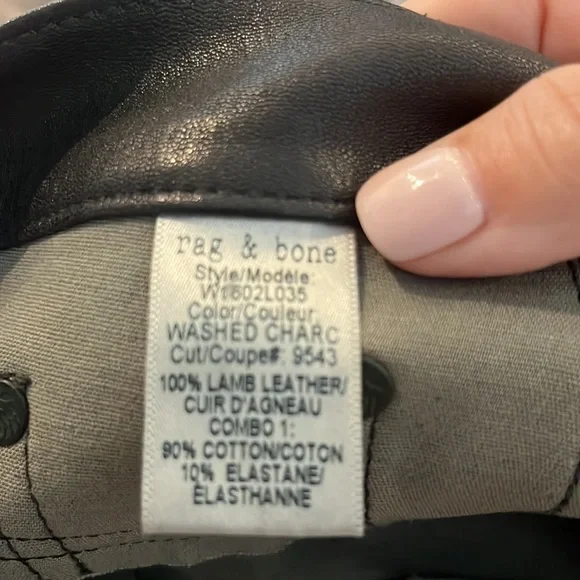 rag & bone
Style/Modèle:
W1602L035
Color/Couleur:
WASHED CHARC
Cut/Coupe#: 9543
100% LAMB LEATHER/
CUIR D'AGNEAU
COMBO 1:
90% COTTON/COTON
10% ELASTANE/
ÉLASTHANNE